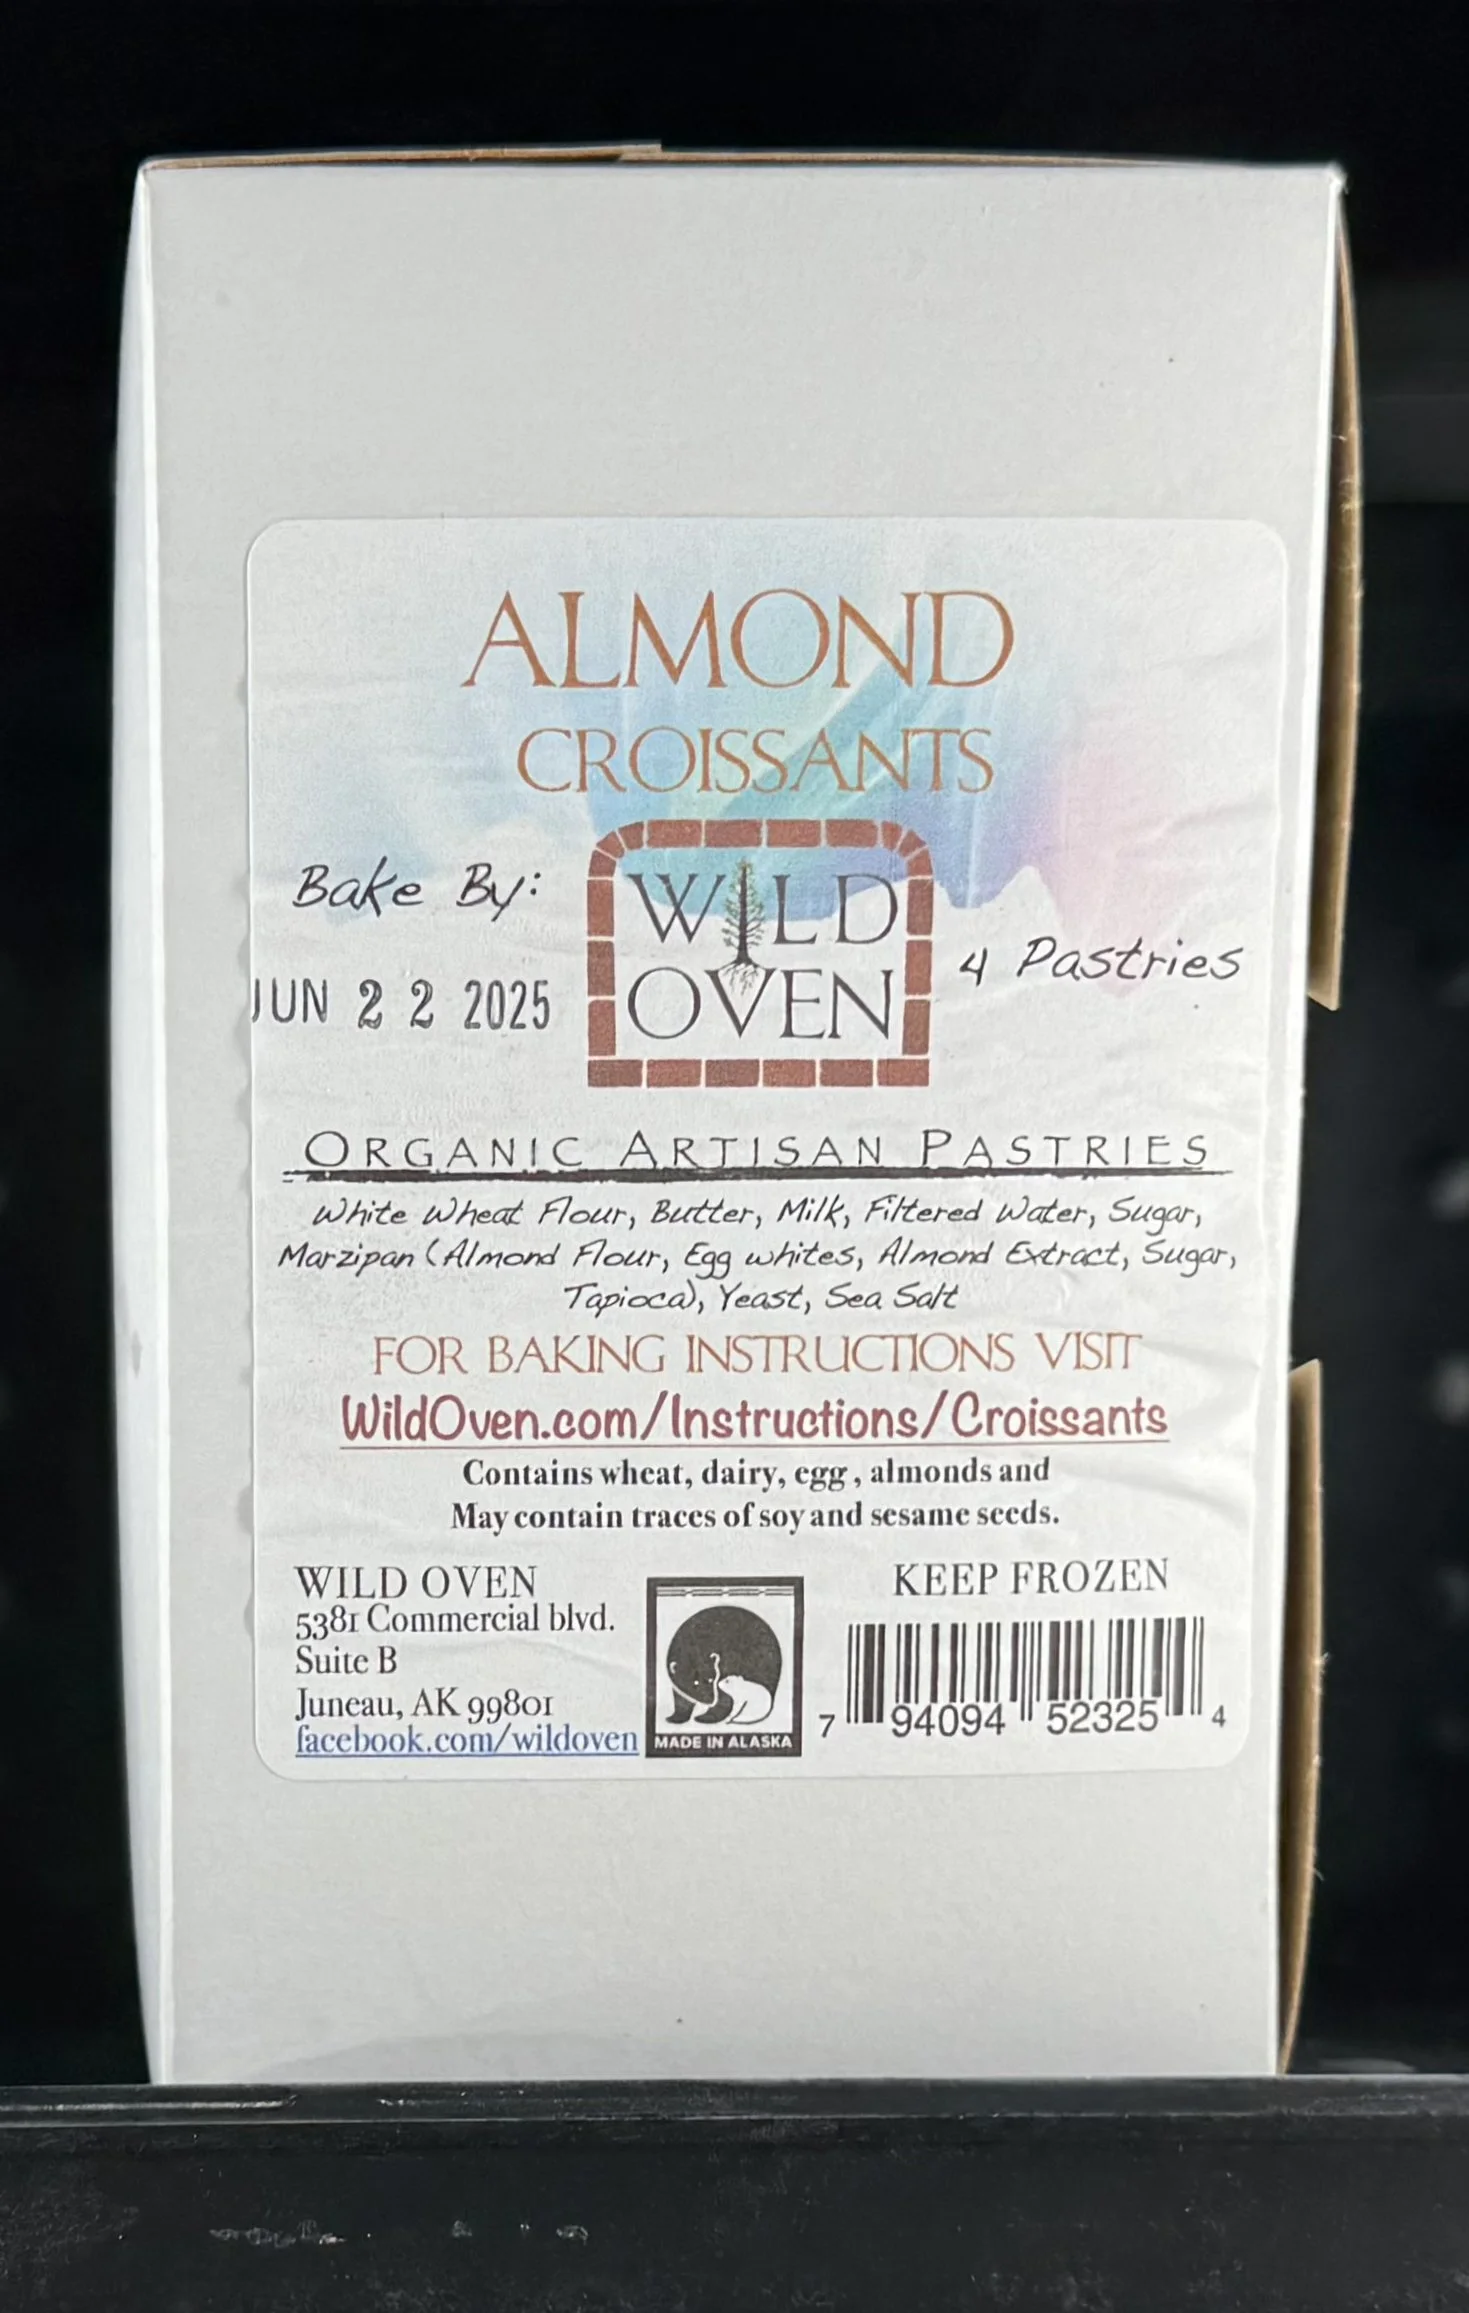 ALMOND
CROISSANTS
Bake By:
JUN 2 2 2025
WILD
OVEN
4 Pastries
ORGANIC ARTISAN PASTRIES
White Wheat Flour, Butter, Milk, Filtered Water, Sugar,
Marzipan (Almond Flour, Egg whites, Almond Extract, Sugar,
Tapioca), Yeast, Sea Salt
FOR BAKING INSTRUCTIONS VISIT
WildOven.com/Instructions/Croissants
Contains wheat, dairy, egg , almonds and
May contain traces of soy and sesame seeds.
WILD OVEN
5381 Commercial blvd.
Suite B
Juneau, AK 99801
facebook.com/wildoven
MADE IN ALASKA
KEEP FROZEN
7 94094 52325 4